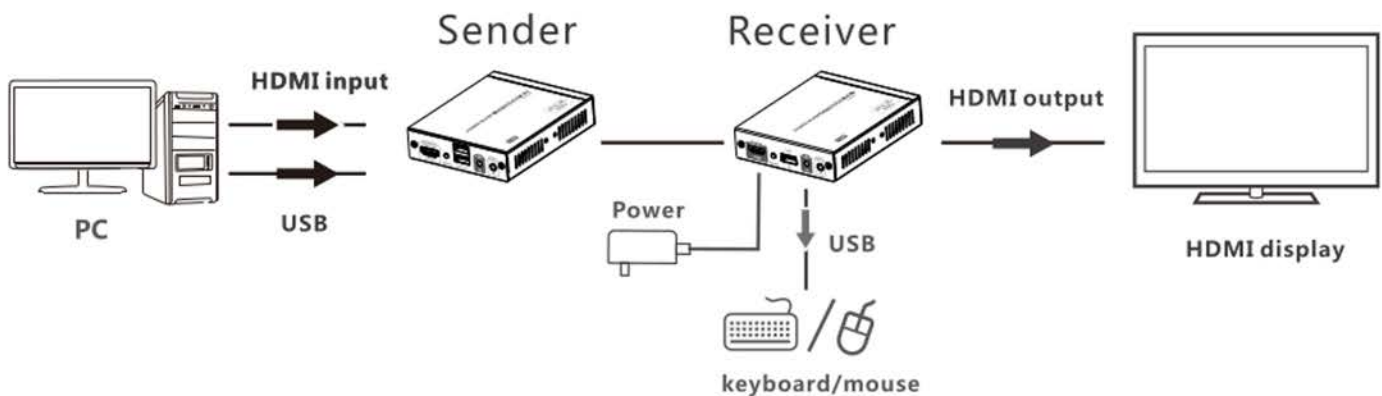 Sender
Receiver
HDMI input
HDMI output
PC
USB
Power
USB
HDMI display
keyboard/mouse